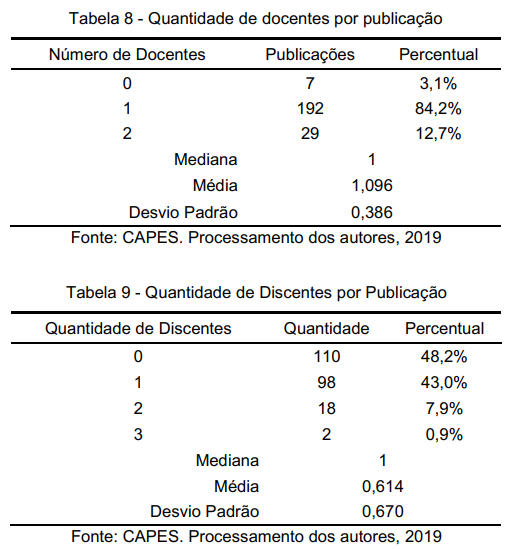 Tabela 8 - Quantidade de docentes por publicação
Número de Docentes Publicações Percentual
0 7 3,1%
1 192 84,2%
2 29 12,7%
Mediana 1
Média 1,096
Desvio Padrão 0,386
Fonte: CAPES. Processamento dos autores, 2019
Tabela 9 - Quantidade de Discentes por Publicação
Quantidade de Discentes Quantidade Percentual
0 110 48,2%
1 98 43,0%
2 18 7,9%
3 2 0,9%
Mediana 1
Média 0,614
Desvio Padrão 0,670
Fonte: CAPES. Processamento dos autores, 2019